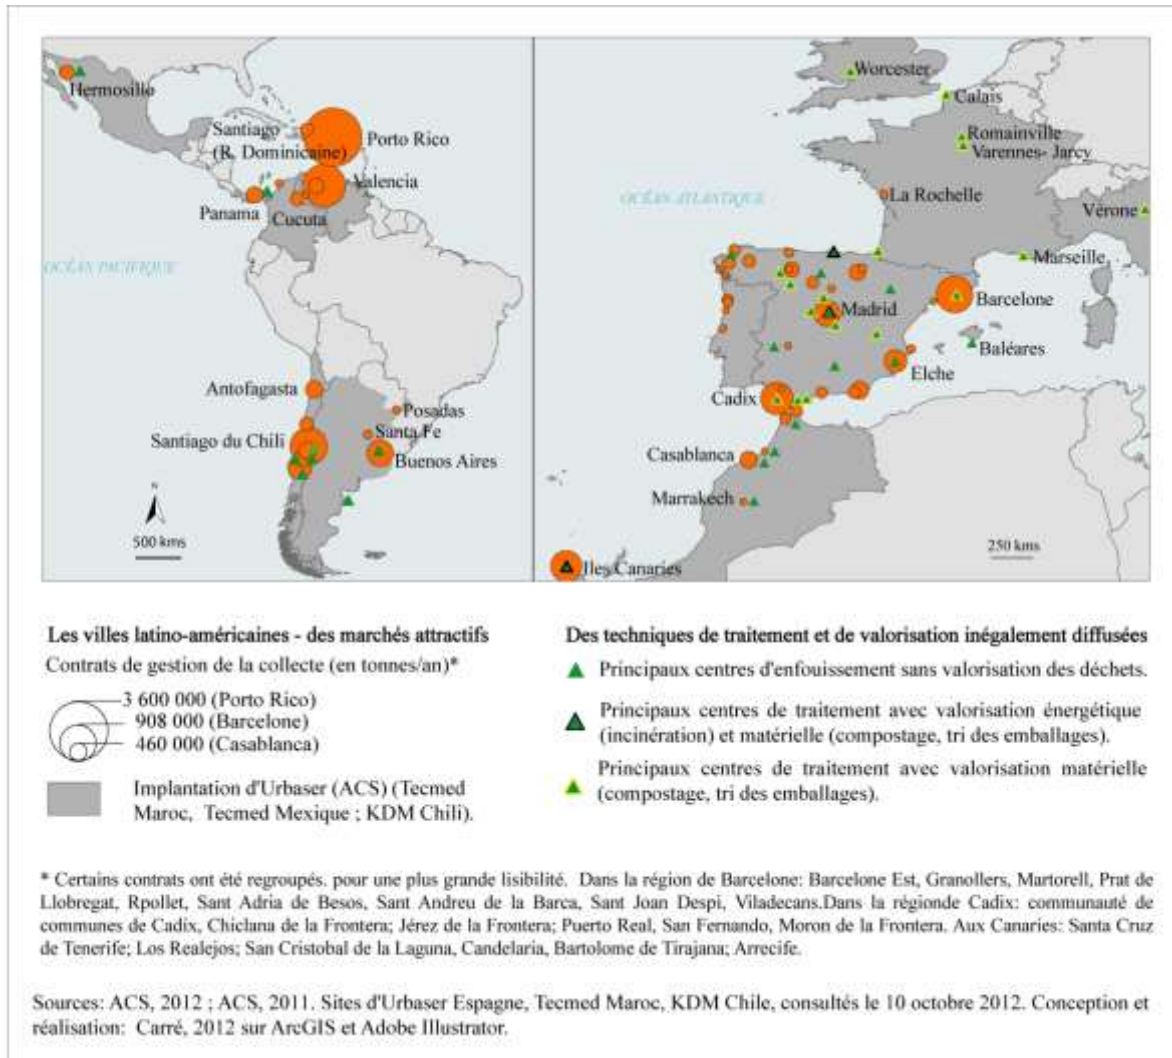 Hermosillo
Santiago
(R. Dominicaine)
Porto Rico
Valencia
Panama
Cucuta
OCÉAN PACIFIQUE
Antofagasta
Posadas
Santa Fe
Santiago du Chili
Buenos Aires
N
500 kms
Worcester
Calais
Romainville
Varennes- Jarcy
La Rochelle
OCÉAN ATLANTIQUE
Vérone
Marseille
Barcelone
Madrid
Baléares
Elche
Cadix
Casablanca
Marrakech
Iles Canaries
250 kms
Les villes latino-américaines - des marchés attractifs
Contrats de gestion de la collecte (en tonnes/an)*
3 600 000 (Porto Rico)
908 000 (Barcelone)
460 000 (Casablanca)
Implantation d'Urbaser (ACS) (Tecmed
Maroc, Tecmed Mexique ; KDM Chili).
Des techniques de traitement et de valorisation inégalement diffusées
Principaux centres d'enfouissement sans valorisation des déchets.
Principaux centres de traitement avec valorisation énergétique
(incinération) et matérielle (compostage, tri des emballages).
Principaux centres de traitement avec valorisation matérielle
(compostage, tri des emballages).
* Certains contrats ont été regroupés. pour une plus grande lisibilité. Dans la région de Barcelone: Barcelone Est, Granollers, Martorell, Prat de
Llobregat, Rpollet, Sant Adria de Besos, Sant Andreu de la Barca, Sant Joan Despi, Viladecans.Dans la régionde Cadix: communauté de
communes de Cadix, Chiclana de la Frontera; Jérez de la Frontera; Puerto Real, San Fernando, Moron de la Frontera. Aux Canaries: Santa Cruz
de Tenerife; Los Realejos; San Cristobal de la Laguna, Candelaria, Bartolome de Tirajana; Arrecife.
Sources: ACS, 2012 ; ACS, 2011. Sites d'Urbaser Espagne, Tecmed Maroc, KDM Chile, consultés le 10 octobre 2012. Conception et
réalisation: Carré, 2012 sur ArcGIS et Adobe Illustrator.